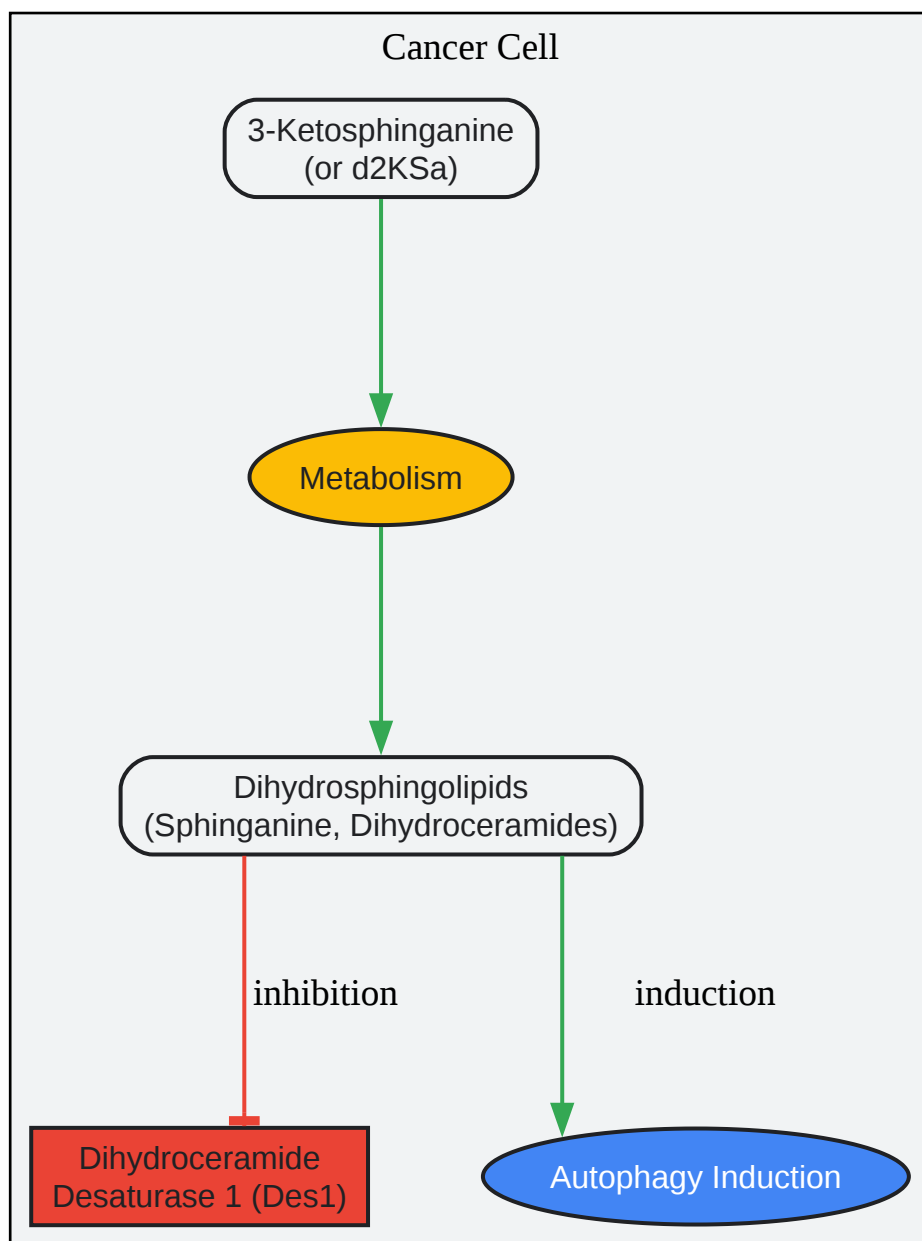 Cancer Cell
3-Ketosphinganine
(or d2KSa)
Metabolism
Dihydrosphingolipids
(Sphinganine, Dihydroceramides)
inhibition
induction
Dihydroceramide
Desaturase 1 (Des1)
Autophagy Induction